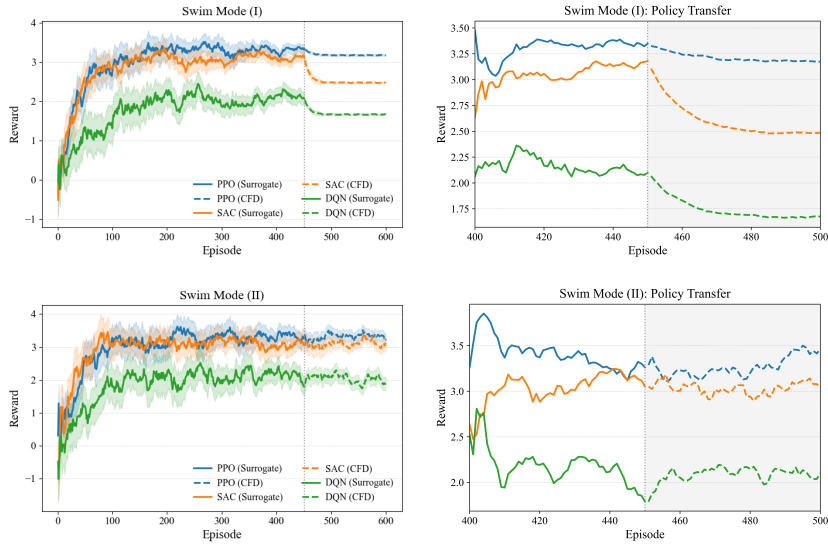 Swim Mode (I)
Reward
4
3
2
1
0
−1
PPO (Surrogate)
PPO (CFD)
SAC (Surrogate)
SAC (CFD)
DQN (Surrogate)
DQN (CFD)
0 100 200 300 400 500 600
Episode
Swim Mode (I): Policy Transfer
Reward
3.50
3.25
3.00
2.75
2.50
2.25
2.00
1.75
400 420 440 460 480 500
Episode
Swim Mode (II)
Reward
4
3
2
1
0
−1
PPO (Surrogate)
PPO (CFD)
SAC (Surrogate)
SAC (CFD)
DQN (Surrogate)
DQN (CFD)
0 100 200 300 400 500 600
Episode
Swim Mode (II): Policy Transfer
Reward
3.5
3.0
2.5
2.0
400 420 440 460 480 500
Episode